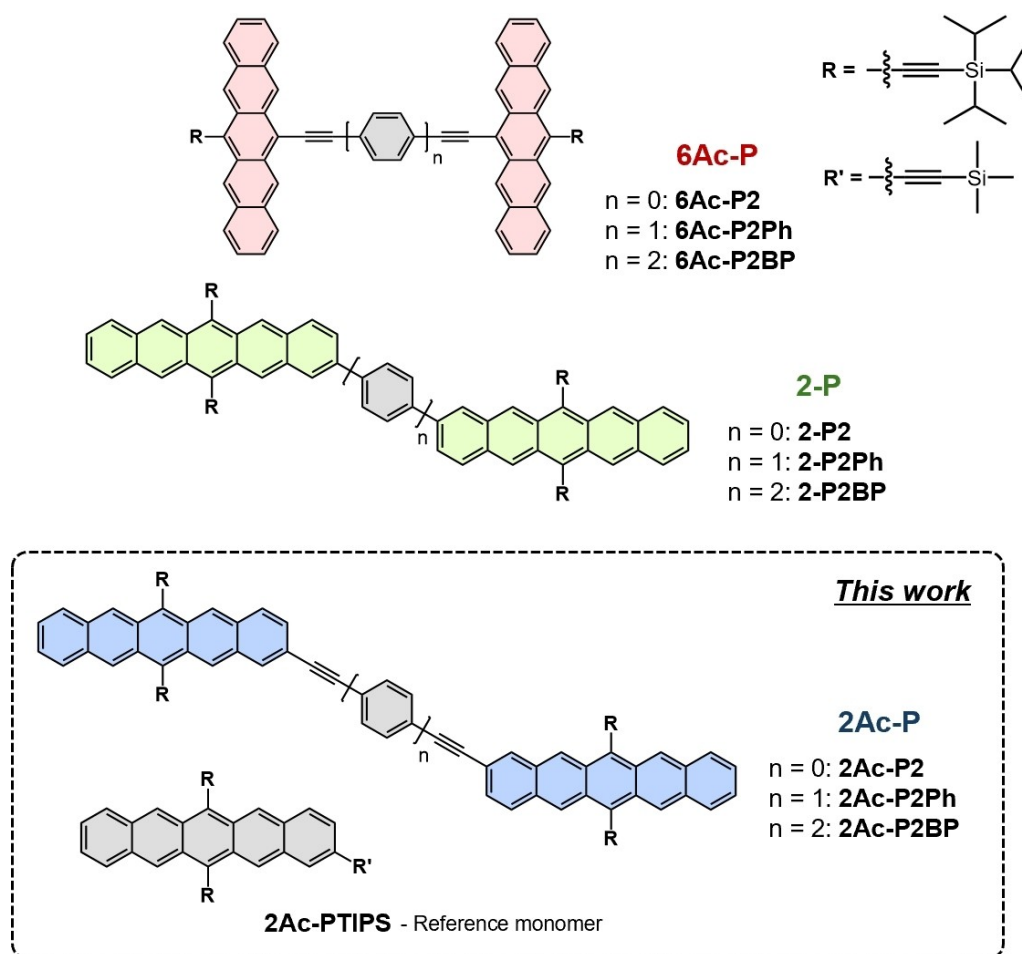 R = Si
R R n
6Ac-P
R' = Si
n = 0: 6Ac-P2
n = 1: 6Ac-P2Ph
n = 2: 6Ac-P2BP
R
R
R
2-P
n
n = 0: 2-P2
n = 1: 2-P2Ph
n = 2: 2-P2BP
R
This work
R
R
R
2Ac-P
n
n = 0: 2Ac-P2
n = 1: 2Ac-P2Ph
n = 2: 2Ac-P2BP
R
R
R'
R
2Ac-PTIPS - Reference monomer